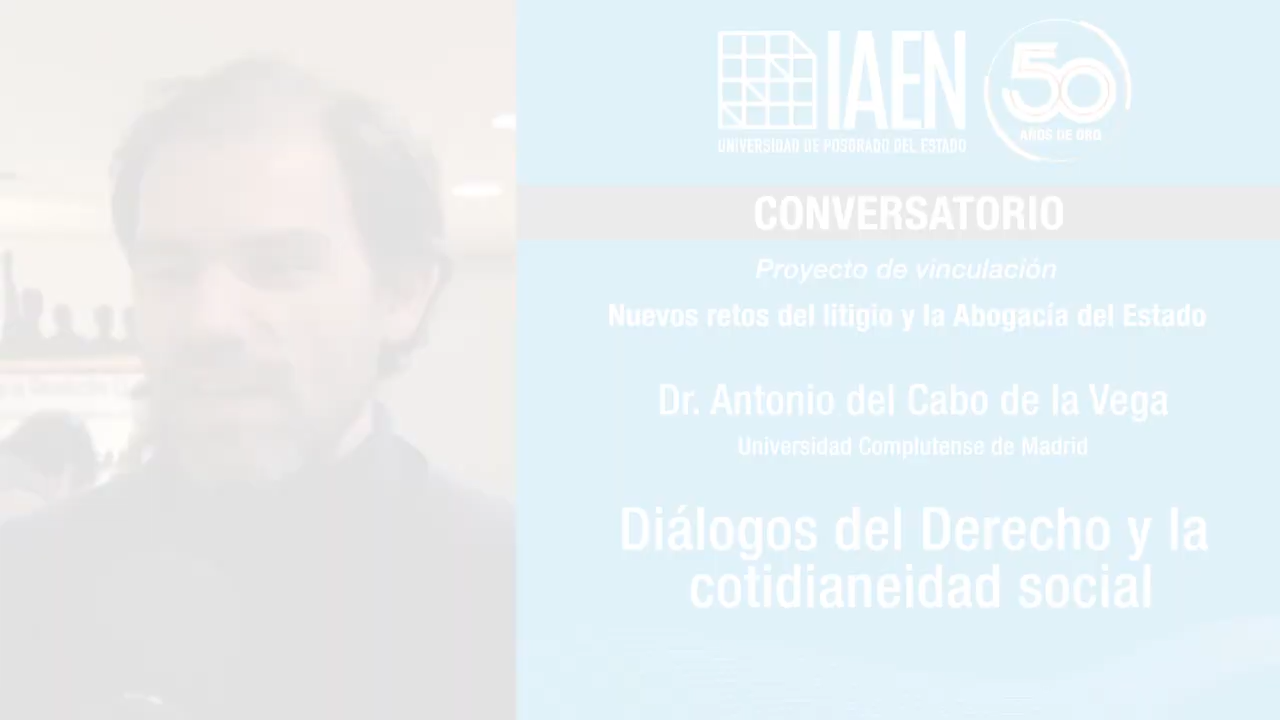 IAEN
UNIVERSIDAD DE POSGRADO DEL ESTADO
50
AÑOS DE ORO
CONVERSATORIO
Proyecto de vinculación
Nuevos retos del litigio y la Abogacía del Estado
Dr. Antonio del Cabo de la Vega
Universidad Complutense de Madrid
Diálogos del Derecho y la
cotidianeidad social